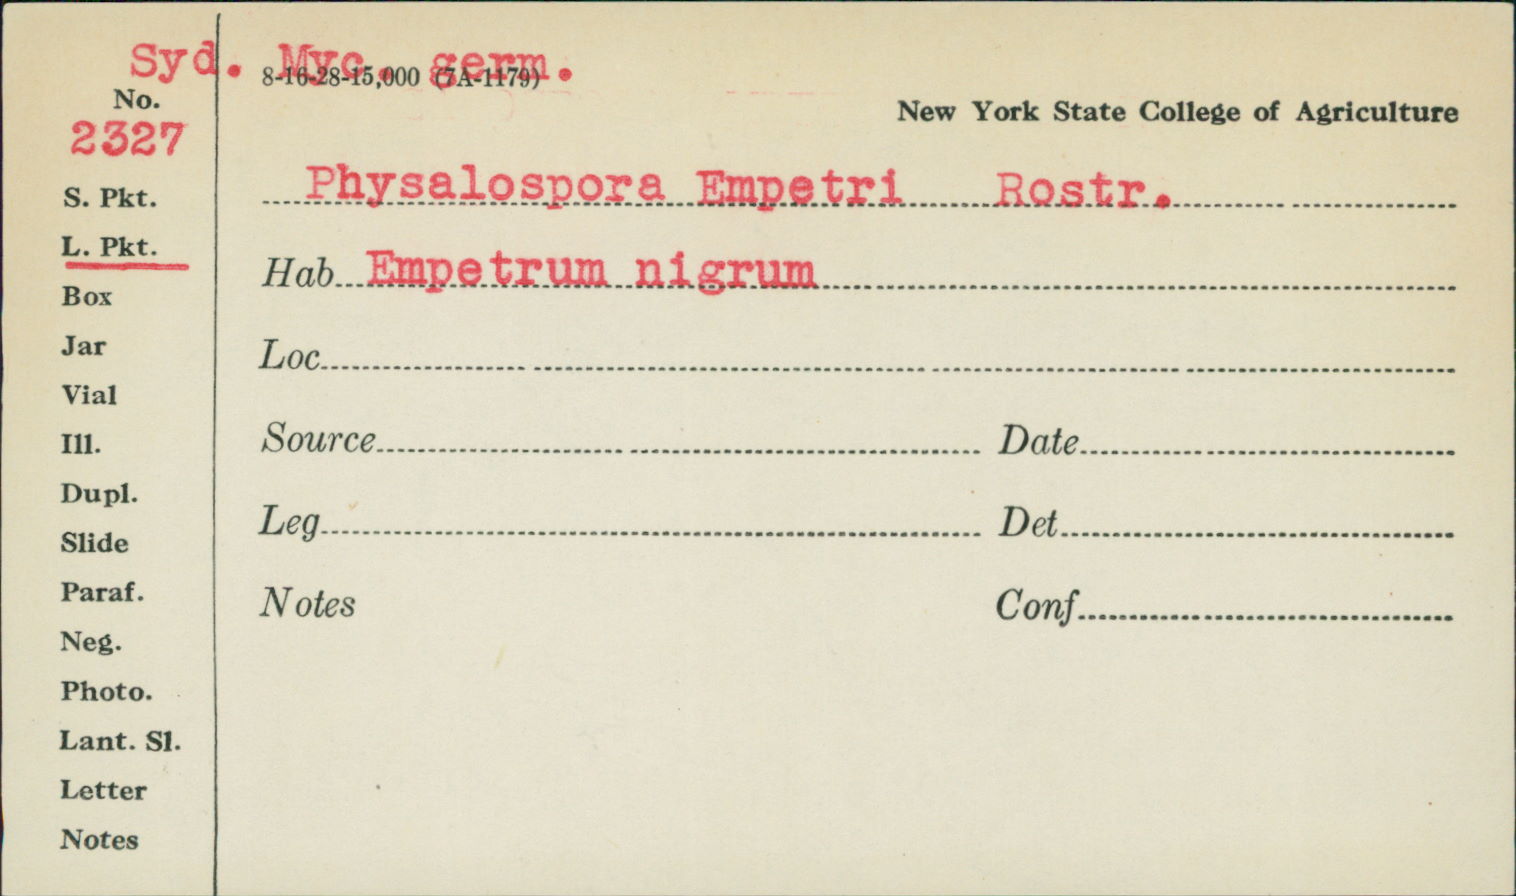 Syd. Myc. germ.
8-16-28-15,000 (7A-1179)
No.
2327
New York State College of Agriculture
Physalospora Empetri Rostr.
S. Pkt.
L. Pkt.
Hab Empetrum nigrum
Box
Jar
Loc
Vial
Ill.
Source Date
Dupl.
Leg Det
Slide
Paraf.
Notes Conf
Neg.
Photo.
Lant. Sl.
Letter
Notes